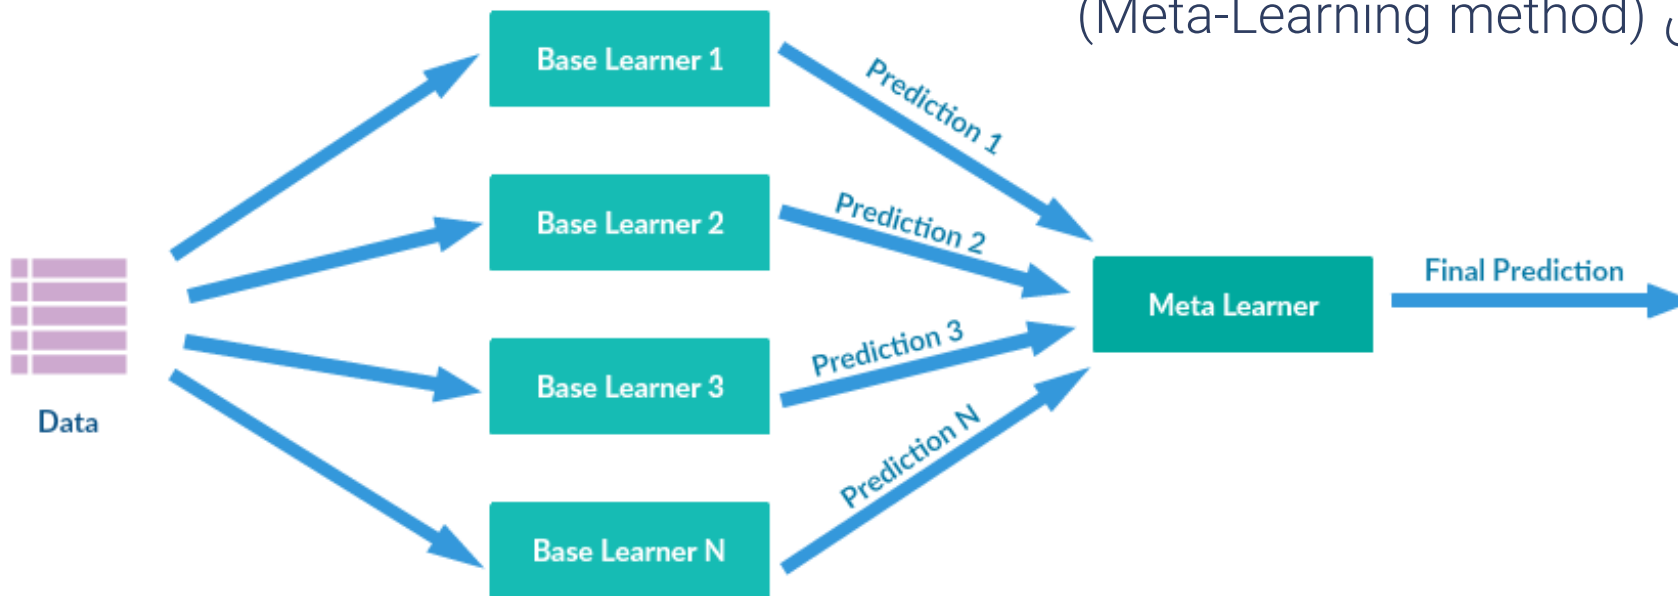 (Meta-Learning method)
Base Learner 1
Prediction 1
Base Learner 2
Prediction 2
Meta Learner
Final Prediction
Data
Base Learner 3
Prediction 3
Base Learner N
Prediction N